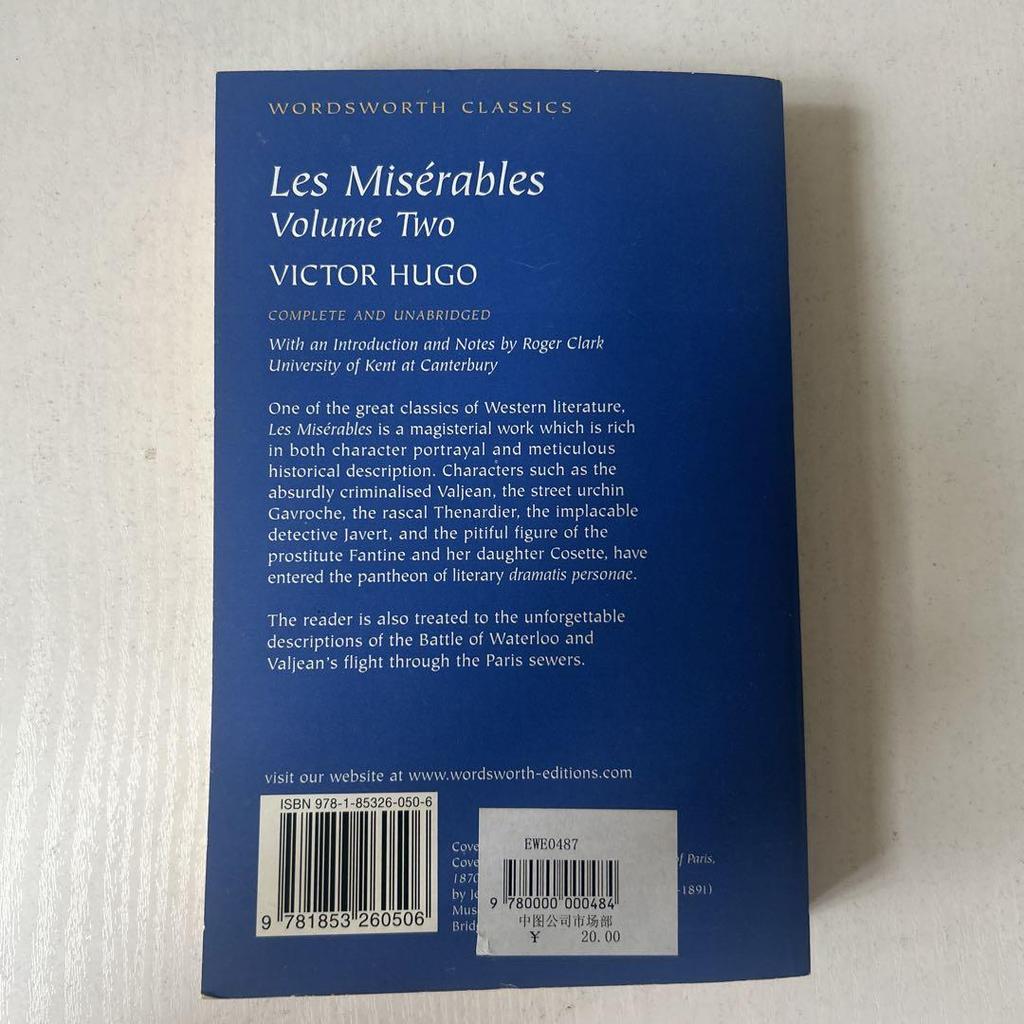 WORDSWORTH CLASSICS
Les Misérables
Volume Two
VICTOR HUGO
COMPLETE AND UNABRIDGED
With an Introduction and Notes by Roger Clark
University of Kent at Canterbury
One of the great classics of Western literature,
Les Misérables is a magisterial work which is rich
in both character portrayal and meticulous
historical description. Characters such as the
absurdly criminalised Valjean, the street urchin
Gavroche, the rascal Thenardier, the implacable
detective Javert, and the pitiful figure of the
prostitute Fantine and her daughter Cosette, have
entered the pantheon of literary dramatis personae.
The reader is also treated to the unforgettable
descriptions of the Battle of Waterloo and
Valjean's flight through the Paris sewers.
visit our website at www.wordsworth-editions.com
ISBN 978-1-85326-050-6
9 781853 260506
of Paris,
1870
by
-1891)
EWE0487
9 780000 000484
中图公司市场部
¥ 20.00